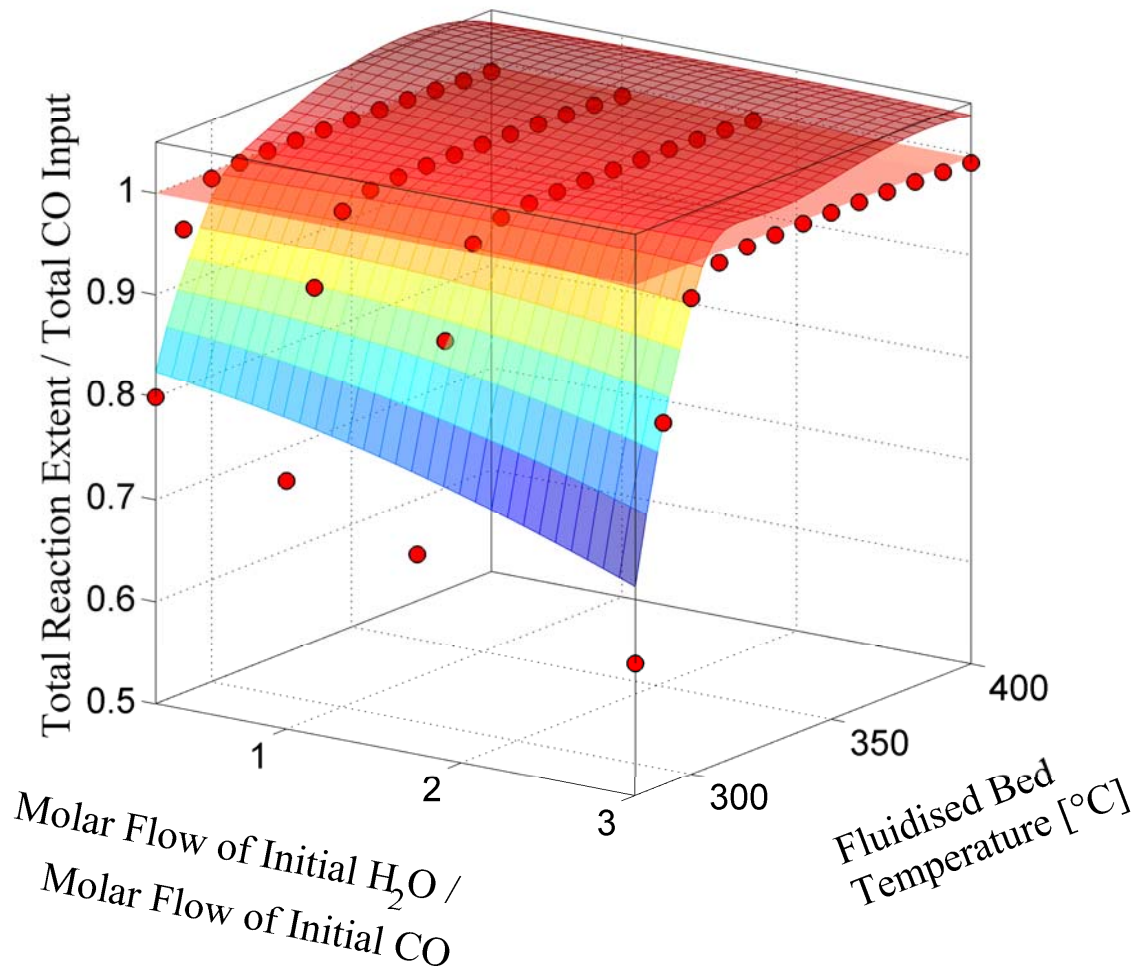 Total Reaction Extent / Total CO Input
1
0.9
0.8
0.7
0.6
0.5
1
2
3
300
350
400
Molar Flow of Initial H₂O /
Molar Flow of Initial CO
Fluidised Bed
Temperature [°C]